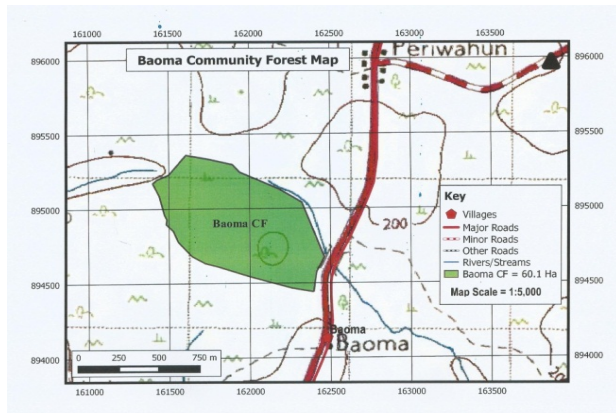 161000 161500 162000 162500 163000 163500
Baoma Community Forest Map
Periwahun
896000 896000
895500 895500
895000 895000
894500 894500
894000 894000
Baoma CF
200
Key
Villages
Major Roads
Minor Roads
Other Roads
Rivers/Streams
Baoma CF = 60.1 Ha
Map Scale = 1:5,000
Baoma
Baoma
0 250 500 750 m
161000 161500 162000 162500 163000 163500